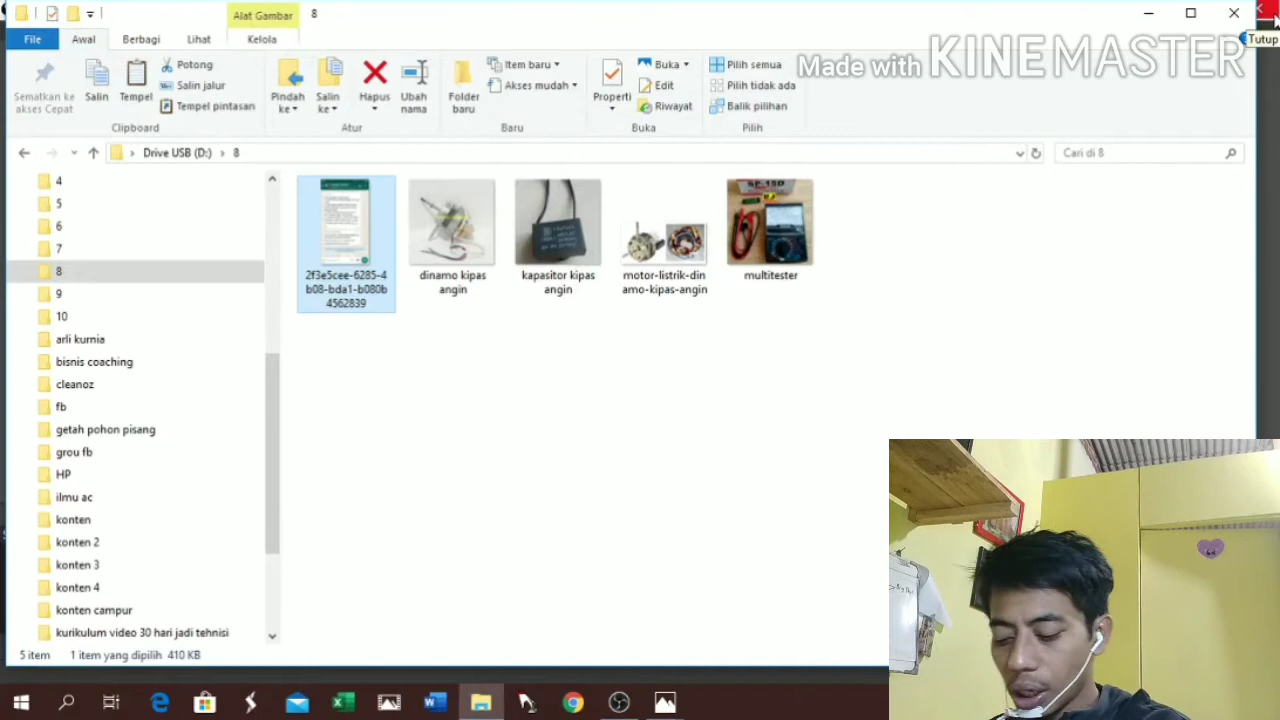 Alat Gambar
8
File
Awal
Berbagi
Lihat
Kelola
Tutup
Made with KINEMASTER
Sematkan ke
akses Cepat
Salin
Tempel
Potong
Salin jalur
Tempel pintasan
Clipboard
Pindah
ke
Salin
ke
Hapus
Ubah
nama
Atur
Folder
baru
Item baru
Akses mudah
Baru
Properti
Buka
Edit
Riwayat
Buka
Pilih semua
Pilih tidak ada
Balik pilihan
Pilih
Drive USB (D:)
8
Cari di 8
4
5
6
7
8
9
10
arli kurnia
bisnis coaching
cleanoz
fb
getah pohon pisang
grou fb
HP
ilmu ac
konten
konten 2
konten 3
konten 4
konten campur
kurikulum video 30 hari jadi tehnisi
2f3e5cee-6285-4
b08-bda1-b080b
4562839
dinamo kipas
angin
kapasitor kipas
angin
motor-listrik-din
amo-kipas-angin
multitester
5 item
1 item yang dipilih 410 KB